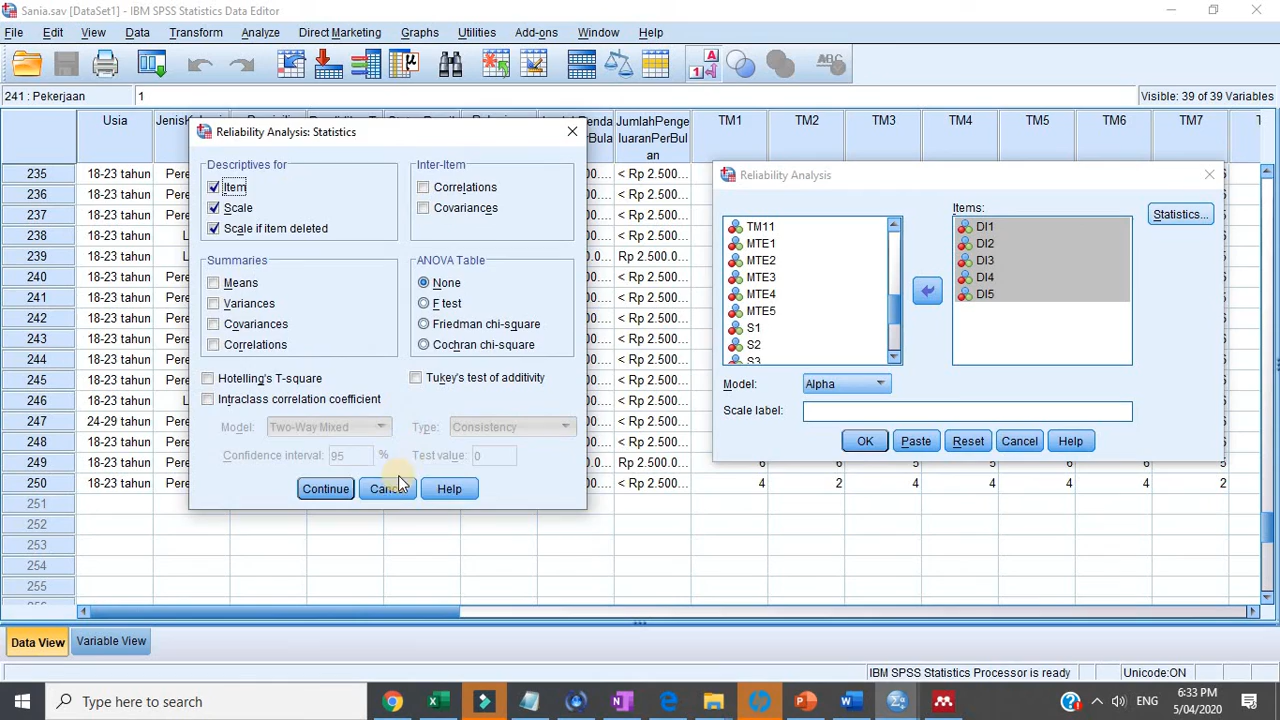 Sania.sav [DataSet1] - IBM SPSS Statistics Data Editor
File Edit View Data Transform Analyze Direct Marketing Graphs Utilities Add-ons Window Help
241 : Pekerjaan 1 Visible: 39 of 39 Variables
Usia TM1 TM2 TM3 TM4 TM5 TM6 TM7
JumlahPenge
luaranPerBul
an
Reliability Analysis: Statistics
Descriptives for
Item
Scale
Scale if item deleted
Inter-Item
Correlations
Covariances
Summaries
Means
Variances
Covariances
Correlations
ANOVA Table
None
F test
Friedman chi-square
Cochran chi-square
Hotelling's T-square
Tukey's test of additivity
Intraclass correlation coefficient
Model: Two-Way Mixed Type: Consistency
Confidence interval: 95 % Test value: 0
Continue Cancel Help
Reliability Analysis
Items:
Statistics...
TM11
MTE1
MTE2
MTE3
MTE4
MTE5
S1
S2
S3
DI1
DI2
DI3
DI4
DI5
Model: Alpha
Scale label:
OK Paste Reset Cancel Help
235 18-23 tahun < Rp 2.500....
236 18-23 tahun < Rp 2.500....
237 18-23 tahun < Rp 2.500....
238 18-23 tahun < Rp 2.500....
239 18-23 tahun Rp 2.500.0...
240 18-23 tahun < Rp 2.500....
241 18-23 tahun < Rp 2.500....
242 18-23 tahun < Rp 2.500....
243 18-23 tahun < Rp 2.500....
244 18-23 tahun < Rp 2.500....
245 18-23 tahun < Rp 2.500....
246 18-23 tahun < Rp 2.500....
247 24-29 tahun < Rp 2.500....
248 18-23 tahun < Rp 2.500....
249 18-23 tahun < Rp 2.500.... 6 6 5 6 6 6 5
250 18-23 tahun < Rp 2.500.... 4 2 4 4 4 4 2
251
252
253
254
255
Data View Variable View
IBM SPSS Statistics Processor is ready Unicode:ON
Type here to search
ENG
6:33 PM
5/04/2020